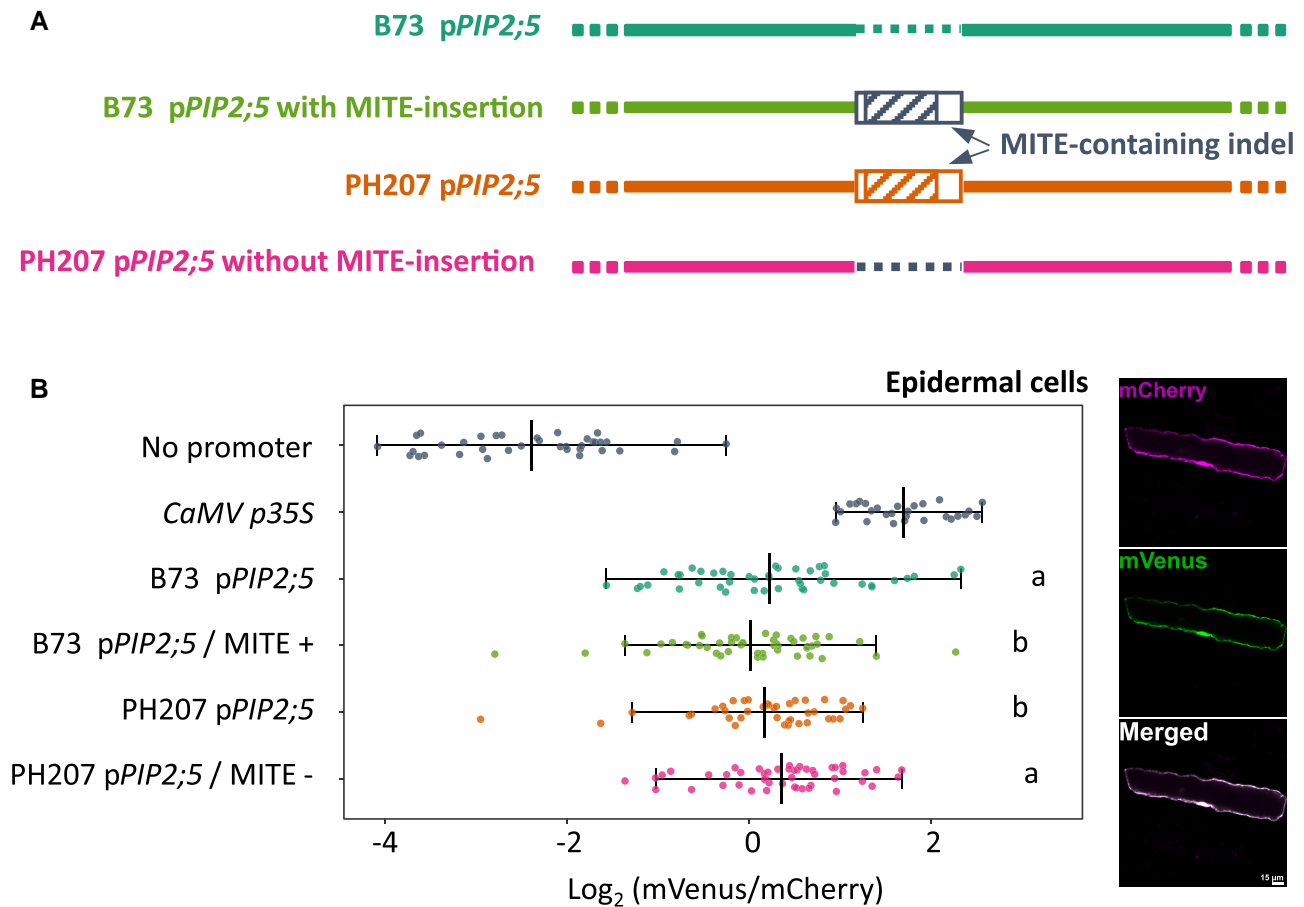 A
B73 pPIP2;5
B73 pPIP2;5 with MITE-insertion
MITE-containing indel
PH207 pPIP2;5
PH207 pPIP2;5 without MITE-insertion
B
Epidermal cells
No promoter
CaMV p35S
B73 pPIP2;5
a
B73 pPIP2;5 / MITE +
b
PH207 pPIP2;5
b
PH207 pPIP2;5 / MITE -
a
-4 -2 0 2
Log₂ (mVenus/mCherry)
mCherry
mVenus
Merged
15 µm